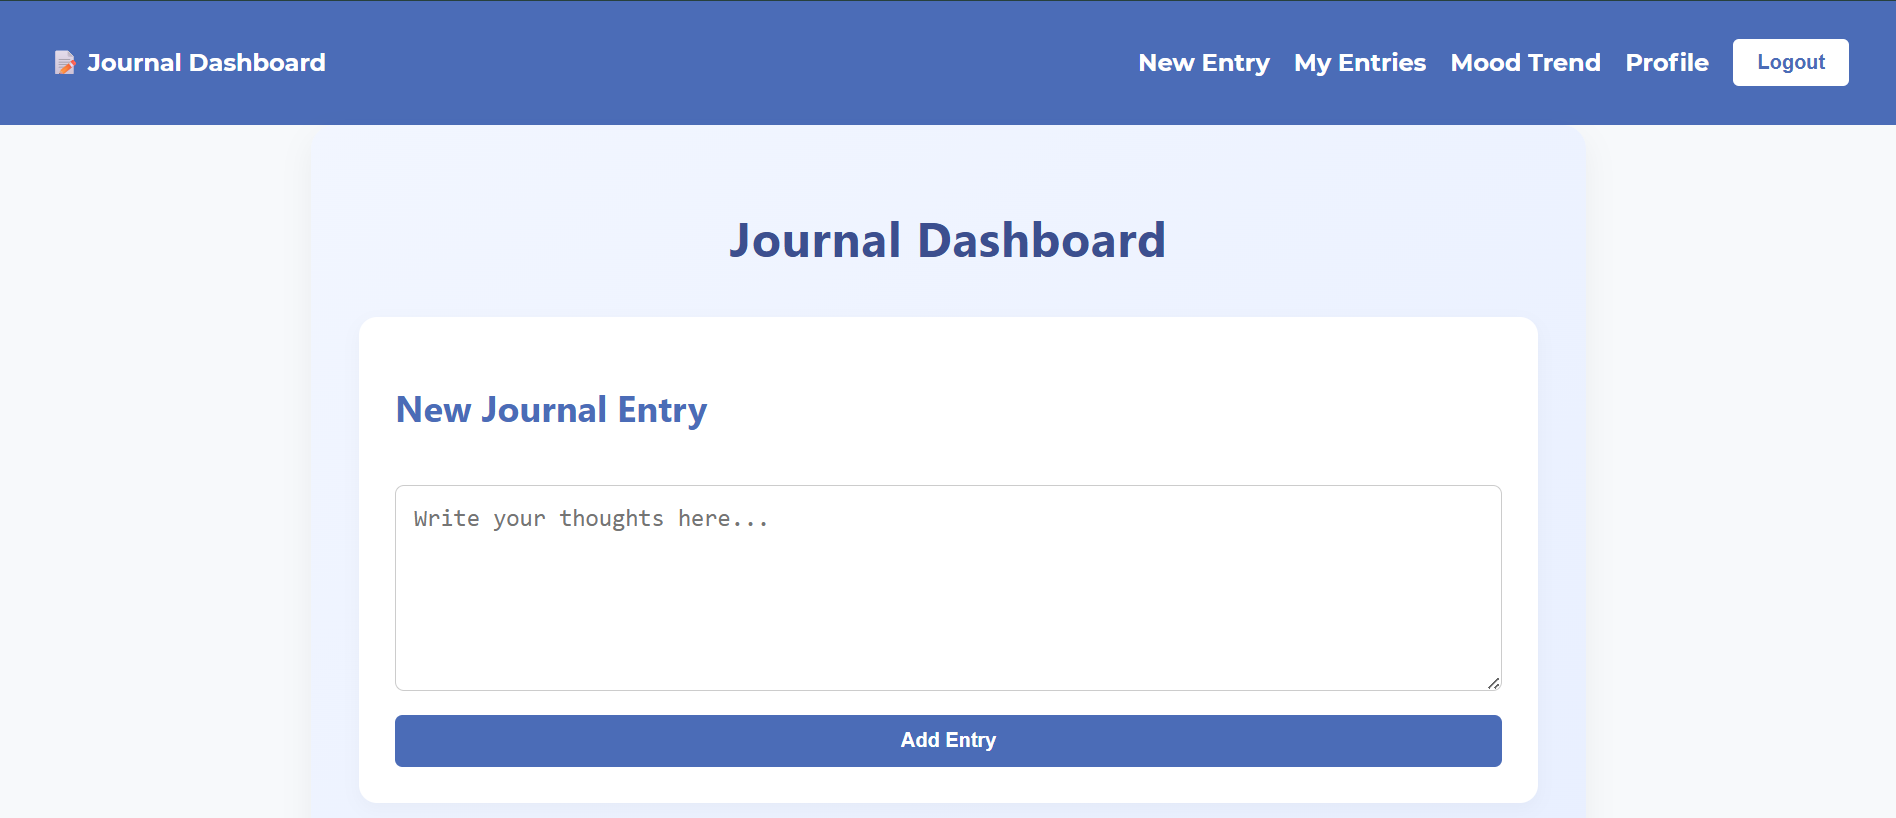 📝 Journal Dashboard
New Entry My Entries Mood Trend Profile Logout
Journal Dashboard
New Journal Entry
Write your thoughts here...
Add Entry